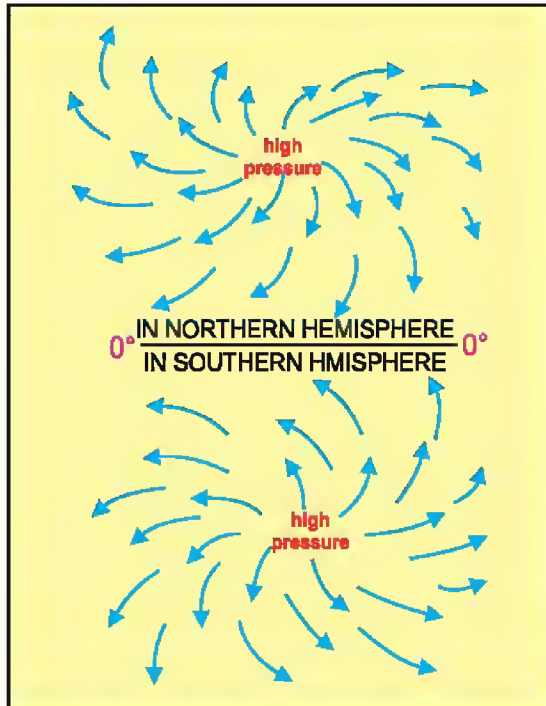 high
pressure
IN NORTHERN HEMISPHERE
0° 0°
IN SOUTHERN HMISPHERE
high
pressure